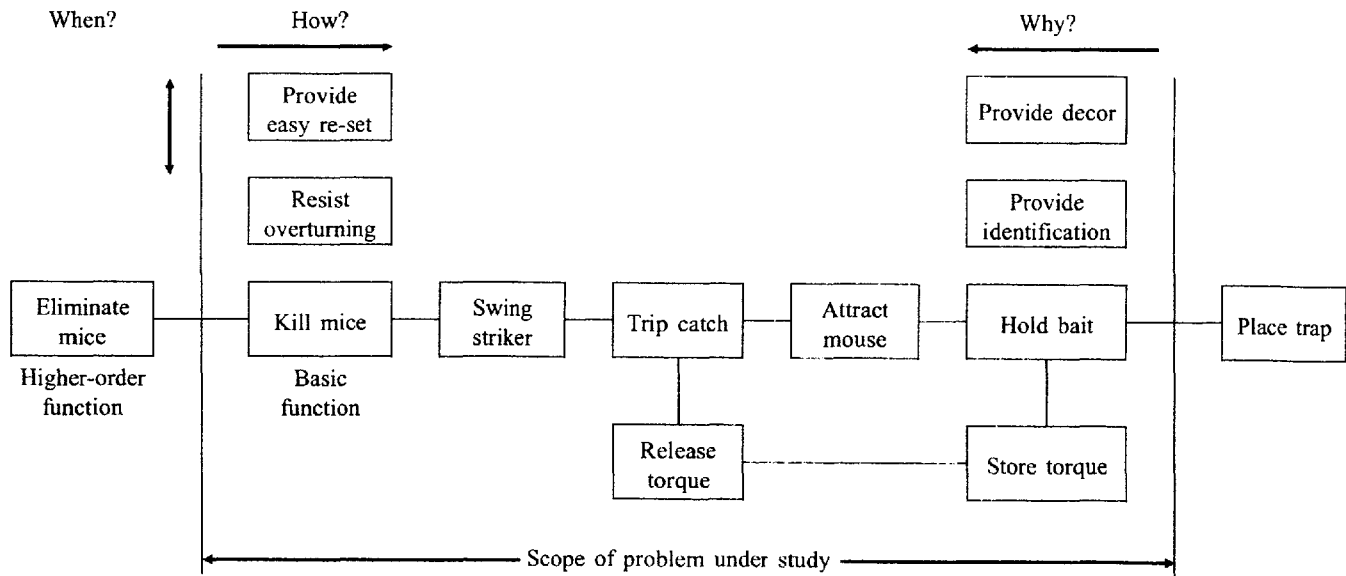 When?
How?
Why?
Provide
easy re-set
Provide decor
Resist
overturning
Provide
identification
Eliminate
mice
Kill mice
Swing
striker
Trip catch
Attract
mouse
Hold bait
Place trap
Higher-order
function
Basic
function
Release
torque
Store torque
Scope of problem under study